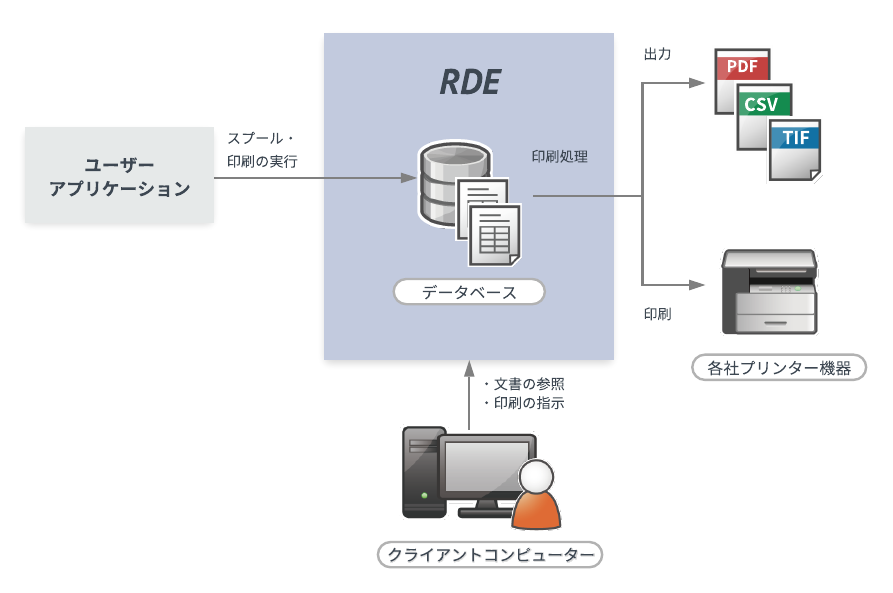 RDE
出力
PDF
CSV
TIF
スプール・
印刷の実行
ユーザー
アプリケーション
印刷処理
データベース
印刷
各社プリンター機器
・文書の参照
・印刷の指示
クライアントコンピューター